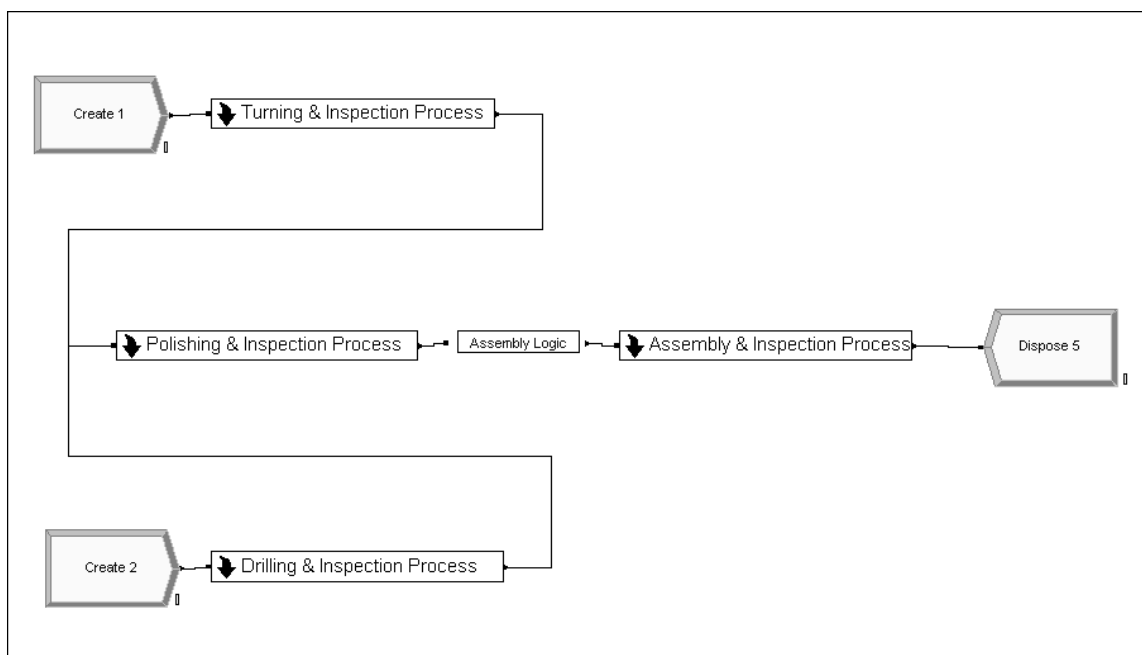 Create 1
Turning & Inspection Process
Polishing & Inspection Process
Assembly Logic
Assembly & Inspection Process
Dispose 5
Create 2
Drilling & Inspection Process